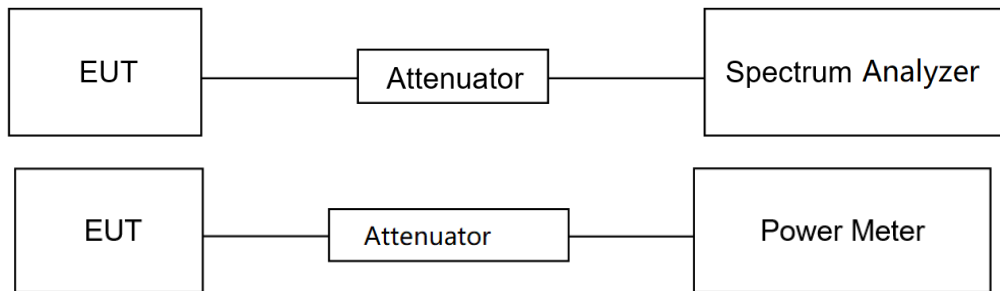 EUT
Attenuator
Spectrum Analyzer
EUT
Attenuator
Power Meter